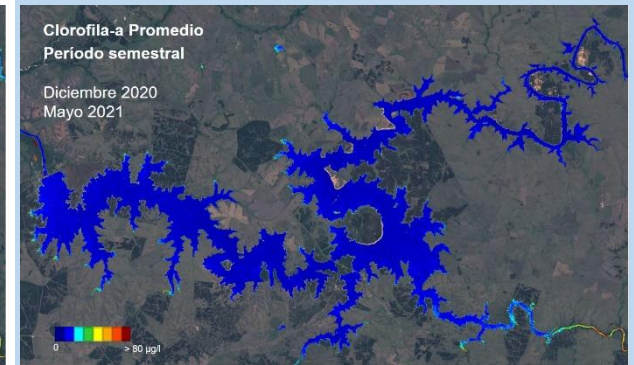 Clorofila-a Promedio
Período semestral
Diciembre 2020
Mayo 2021
0
> 80 µg/l